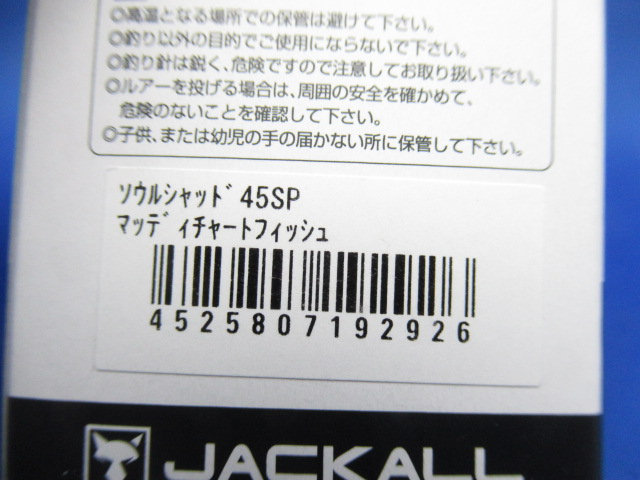 ◎高温となる場所での保管は避けて下さい。
◎釣り以外の目的でご使用にならないで下さい。
◎釣り針は鋭く、危険ですので注意してお取り扱い下さい。
◎ルアーを投げる場合は、周囲の安全を確かめて、
危険のないことを確認して下さい。
◎子供、または幼児の手の届かない所に保管して下さい。
ｿｳﾙｼｬｯﾄﾞ45SP
ﾏｯﾃﾞｨﾁｬｰﾄﾌｨｯｼｭ
4525807192926
JACKALL